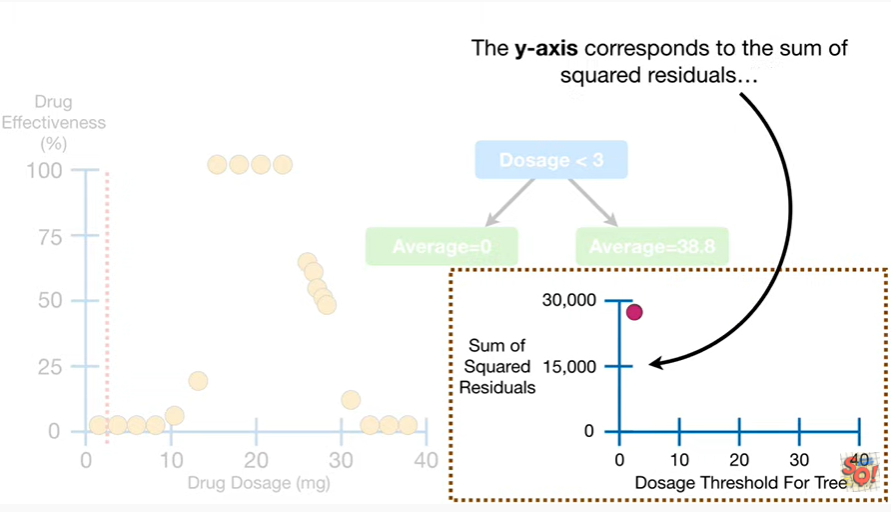 The y-axis corresponds to the sum of
squared residuals…
Drug
Effectiveness
(%)
100
75
50
25
0
0 10 20 30 40
Drug Dosage (mg)
Dosage < 3
Average=0 Average=38.8
30,000
Sum of
Squared 15,000
Residuals
0
0 10 20 30 40
Dosage Threshold For Tree
SQ!